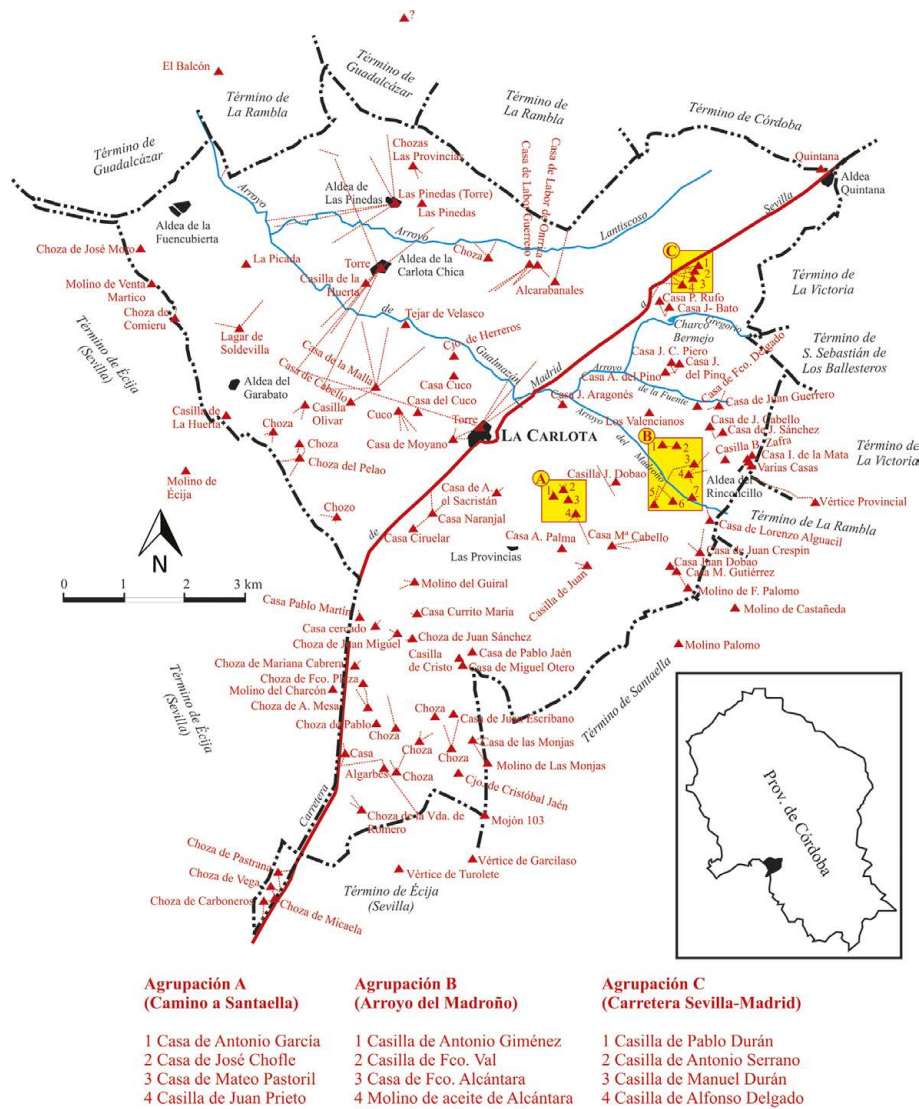 ?
El Balcón
Término de
Guadalcázar
Término de
La Rambla
Término de
Guadalcázar
Término de
La Rambla
Término de Córdoba
Chozas
Las Provincias
Casa de Labor Guerrero
Casa de Labor de Onrrita
Quintana
Aldea
Quintana
Arroyo
Aldea de
Las Pinedas
Las Pinedas (Torre)
Las Pinedas
Sevilla
Aldea de la
Fuencubierta
Arroyo
Lantiscoso
Choza de José Moro
La Picada
Torre
Aldea de la
Carlota Chica
Choza
C
1
2
3
4
Molino de Venta
Martico
Casilla de la
Huerta
Alcarabanales
a
Término de
La Victoria
Casa P. Rufo
Casa J- Bato
Choza de
Comieru
de
Tejar de Velasco
Gregorio
Charco
Bermejo
Lagar de
Soldevilla
Término de Écija
(Sevilla)
Cjo. de Herreros
Gualmazán
Casa J. C. Piero
Casa J.
del Pino
Casa de Fco. Delgado
Término de
S. Sebastián de
Los Ballesteros
Casa de la Malla
Casa de Cabello
Casa Cuco
Madrid
Arroyo
de la Fuente
Casa A. del Pino
Aldea del
Garabato
Casilla
Olivar
Cuco
Casa del Cuco
Casa J. Aragonés
Casa de Juan Guerrero
Casilla de
La Huerta
Torre
Los Valencianos
Casa de J. Cabello
Casa de J. Sánchez
Choza
Casa de Moyano
LA CARLOTA
Arroyo
del
Madroño
B
1
2
3
4
5
6
7
Choza
Casilla B. Zafra
Casa I. de la Mata
Varias Casas
Término de
La Victoria
Choza del Pelao
Molino de
Écija
A
1
2
3
4
Casilla J. Dobao
Aldea del
Rinconcillo
Vértice Provincial
Casa de A.
ol Sacristán
Chozo
Casa Naranjal
Casa Ciruelar
Término de La Rambla
Casa de Lorenzo Alguacil
N
de
Las Provincias
Casa A. Palma
Casa Mª Cabello
Casa de Juan Crespin
Casa Juan Dobao
Casa M. Gutiérrez
0 1 2 3 km
Molino del Guiral
Casilla de Juan
Molino de F. Palomo
Casa Pablo Martín
Casa Currito Maria
Molino de Castañeda
Casa cercado
Choza de Juan Miguel
Choza de Juan Sánchez
Molino Palomo
Choza de Mariana Cabrera
Casilla
de Cristo
Casa de Pablo Jaén
Casa de Miguel Otero
Choza de Fco. Plaza
Molino del Charcón
Término de Écija
(Sevilla)
Término de Santaella
Choza de A. Mesa
Choza de Pablo
Choza
Choza
Casa de Juan Escribano
Choza
Choza
Casa de las Monjas
Casa
Algarbes
Choza
Molino de Las Monjas
Cjo. de Cristóbal Jaén
Carretera
Choza de la Vda. de
Romero
Mojón 103
Choza de Pastrana
Vértice de Garcilaso
Vértice de Turolete
Choza de Vega
Choza de Carboneros
Choza de Micaela
Término de Écija
(Sevilla)
Prov. de Córdoba
Agrupación A
(Camino a Santaella)
1 Casa de Antonio García
2 Casa de José Chofle
3 Casa de Mateo Pastoril
4 Casilla de Juan Prieto
Agrupación B
(Arroyo del Madroño)
1 Casilla de Antonio Giménez
2 Casilla de Fco. Val
3 Casa de Fco. Alcántara
4 Molino de aceite de Alcántara
Agrupación C
(Carretera Sevilla-Madrid)
1 Casilla de Pablo Durán
2 Casilla de Antonio Serrano
3 Casilla de Manuel Durán
4 Casilla de Alfonso Delgado